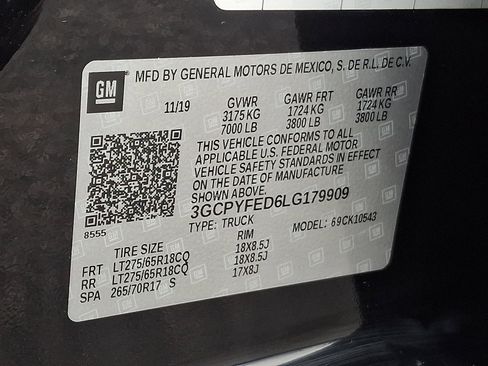 GM
MFD BY GENERAL MOTORS DE MEXICO, S. DE R.L. DE C.V.
11/19 GVWR GAWR FRT GAWR RR
3175 KG 1724 KG 1724 KG
7000 LB 3800 LB 3800 LB
THIS VEHICLE CONFORMS TO ALL
APPLICABLE U.S. FEDERAL MOTOR
VEHICLE SAFETY STANDARDS IN EFFECT
ON THE DATE OF MANUFACTURE
SHOWN ABOVE.
3GCPYFED6LG179909
8555 TYPE: TRUCK MODEL: 69CK10543
TIRE SIZE RIM
FRT LT275/65R18CQ 18X8.5J
RR LT275/65R18CQ 18X8.5J
SPA 265/70R17 S 17X8J